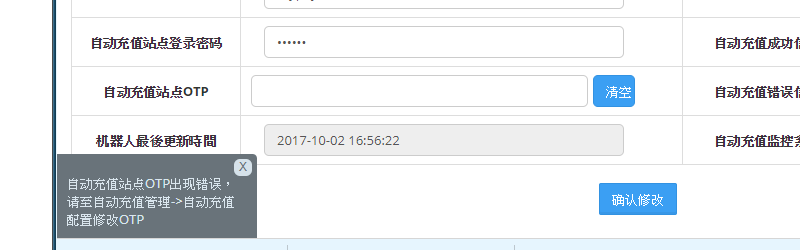 自动充值站点登录密码
••••••
自动充值成功
自动充值站点OTP
清空
自动充值错误
机器人最後更新時間
2017-10-02 16:56:22
自动充值监控
X
自动充值站点OTP出现错误，
请至自动充值管理->自动充值
配置修改OTP
确认修改